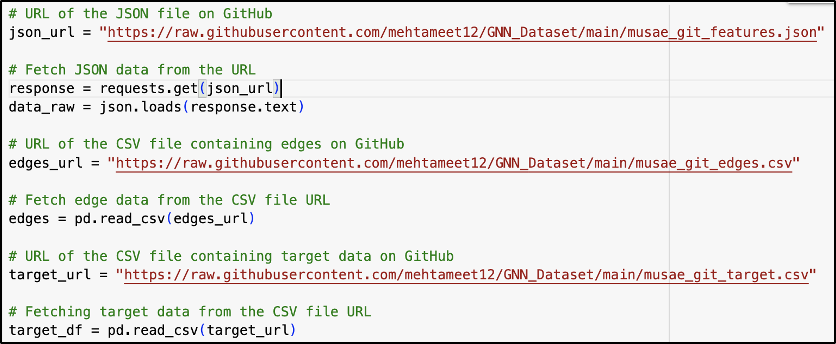 # URL of the JSON file on GitHub
json_url = "https://raw.githubusercontent.com/mehtameet12/GNN_Dataset/main/musae_git_features.json"
# Fetch JSON data from the URL
response = requests.get(json_url)
data_raw = json.loads(response.text)
# URL of the CSV file containing edges on GitHub
edges_url = "https://raw.githubusercontent.com/mehtameet12/GNN_Dataset/main/musae_git_edges.csv"
# Fetch edge data from the CSV file URL
edges = pd.read_csv(edges_url)
# URL of the CSV file containing target data on GitHub
target_url = "https://raw.githubusercontent.com/mehtameet12/GNN_Dataset/main/musae_git_target.csv"
# Fetching target data from the CSV file URL
target_df = pd.read_csv(target_url)